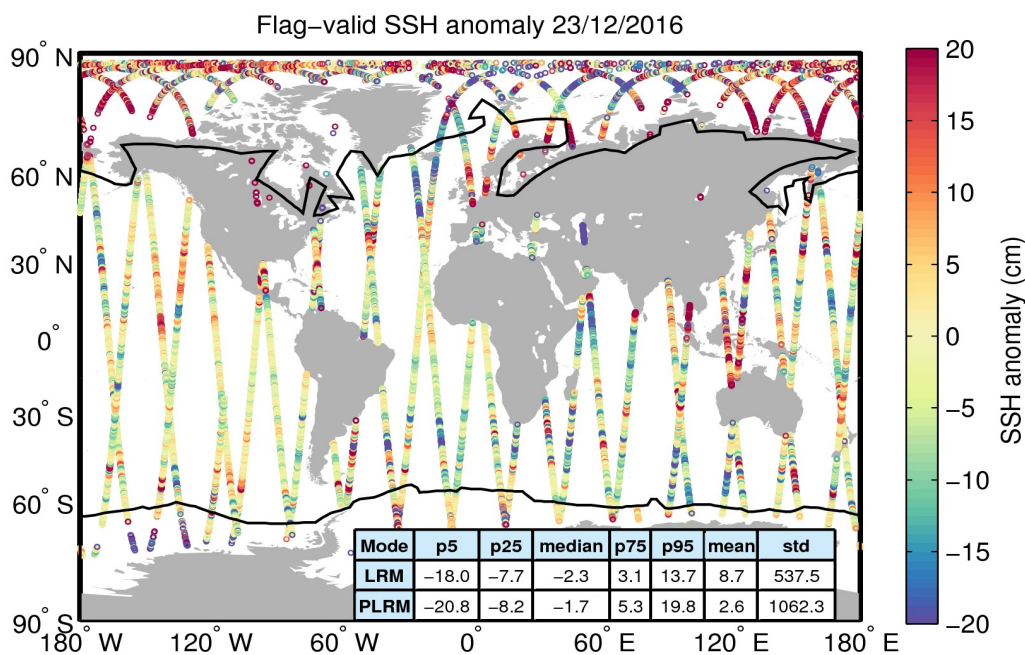 Flag−valid SSH anomaly 23/12/2016
90° N
60° N
30° N
0°
30° S
60° S
90° S
180° W
120° W
60° W
0°
60° E
120° E
180° E
Mode p5 p25 median p75 p95 mean std
LRM −18.0 −7.7 −2.3 3.1 13.7 8.7 537.5
PLRM −20.8 −8.2 −1.7 5.3 19.8 2.6 1062.3
20
15
10
5
0
−5
−10
−15
−20
SSH anomaly (cm)